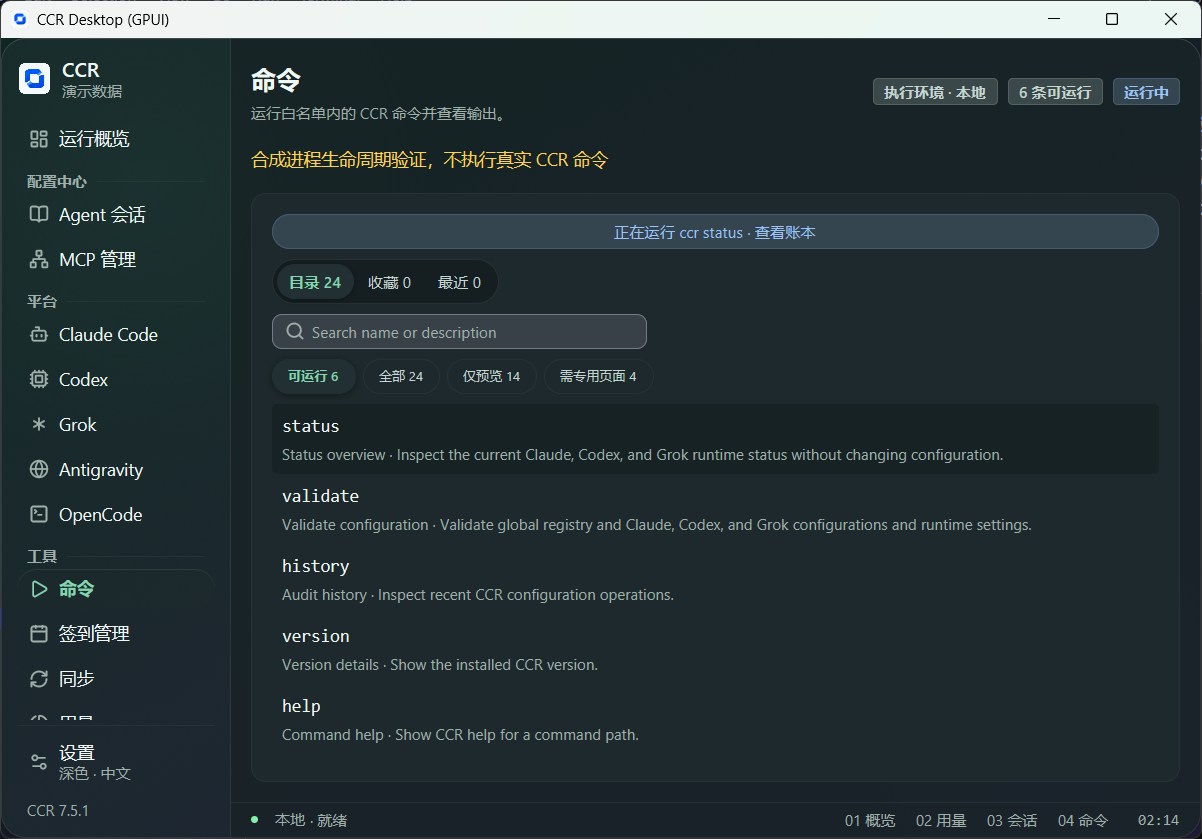 CCR Desktop (GPUI)
CCR
演示数据
运行概览
配置中心
Agent 会话
MCP 管理
平台
Claude Code
Codex
Grok
Antigravity
OpenCode
工具
命令
签到管理
同步
设置
深色 · 中文
CCR 7.5.1
命令
运行白名单内的 CCR 命令并查看输出。
执行环境 · 本地
6 条可运行
运行中
合成进程生命周期验证，不执行真实 CCR 命令
正在运行 ccr status · 查看账本
目录 24 收藏 0 最近 0
Search name or description
可运行 6 全部 24 仅预览 14 需专用页面 4
status
Status overview · Inspect the current Claude, Codex, and Grok runtime status without changing configuration.
validate
Validate configuration · Validate global registry and Claude, Codex, and Grok configurations and runtime settings.
history
Audit history · Inspect recent CCR configuration operations.
version
Version details · Show the installed CCR version.
help
Command help · Show CCR help for a command path.
本地 · 就绪
01 概览 02 用量 03 会话 04 命令 02:14